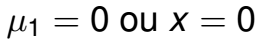 μ₁ = 0 ou x = 0